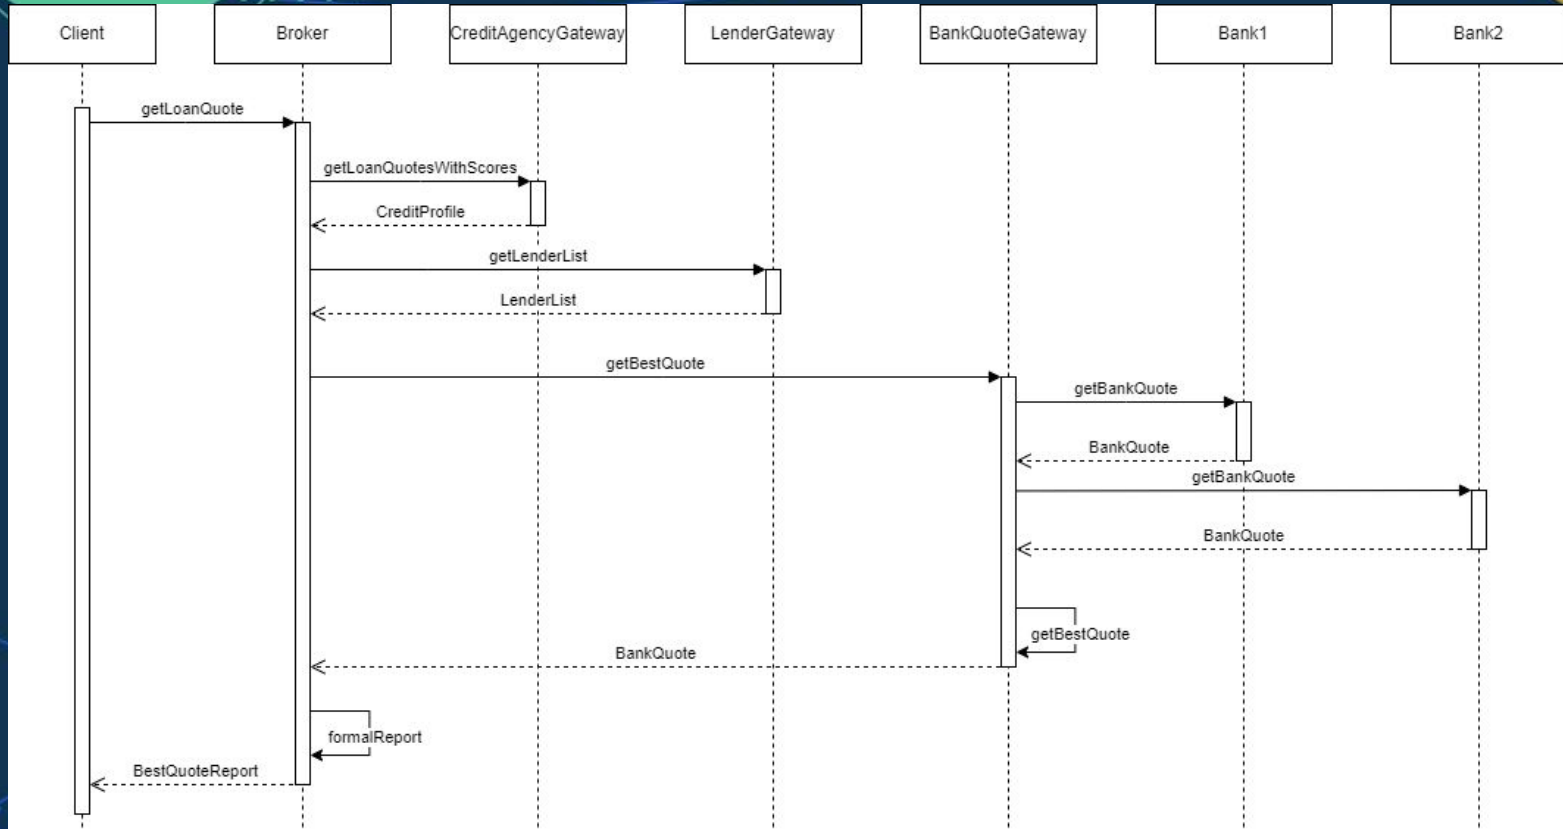 Client
Broker
CreditAgencyGateway
LenderGateway
BankQuoteGateway
Bank1
Bank2
getLoanQuote
getLoanQuotesWithScores
CreditProfile
getLenderList
LenderList
getBestQuote
getBankQuote
BankQuote
getBankQuote
BankQuote
getBestQuote
BankQuote
formalReport
BestQuoteReport